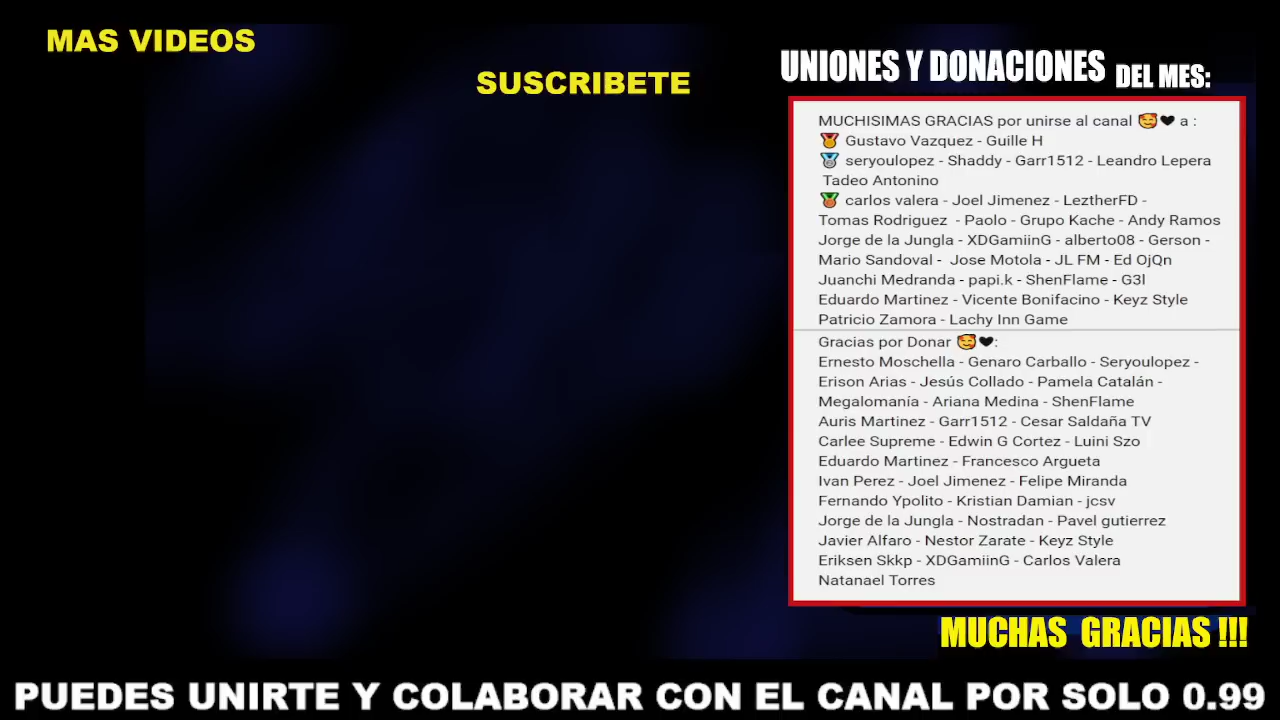 MAS VIDEOS
SUSCRIBETE
UNIONES Y DONACIONES DEL MES:
MUCHISIMAS GRACIAS por unirse al canal 🥰🖤 a :
🥇 Gustavo Vazquez - Guille H
🥈 seryoulopez - Shaddy - Garr1512 - Leandro Lepera
Tadeo Antonino
🥉 carlos valera - Joel Jimenez - LeztherFD -
Tomas Rodriguez - Paolo - Grupo Kache - Andy Ramos
Jorge de la Jungla - XDGamiinG - alberto08 - Gerson -
Mario Sandoval - Jose Motola - JL FM - Ed OjQn
Juanchi Medranda - papi.k - ShenFlame - G3l
Eduardo Martinez - Vicente Bonifacino - Keyz Style
Patricio Zamora - Lachy Inn Game
Gracias por Donar 🥰🖤:
Ernesto Moschella - Genaro Carballo - Seryoulopez -
Erison Arias - Jesús Collado - Pamela Catalán -
Megalomanía - Ariana Medina - ShenFlame
Auris Martinez - Garr1512 - Cesar Saldaña TV
Carlee Supreme - Edwin G Cortez - Luini Szo
Eduardo Martinez - Francesco Argueta
Ivan Perez - Joel Jimenez - Felipe Miranda
Fernando Ypolito - Kristian Damian - jcsv
Jorge de la Jungla - Nostradan - Pavel gutierrez
Javier Alfaro - Nestor Zarate - Keyz Style
Eriksen Skkp - XDGamiinG - Carlos Valera
Natanael Torres
MUCHAS GRACIAS !!!
PUEDES UNIRTE Y COLABORAR CON EL CANAL POR SOLO 0.99